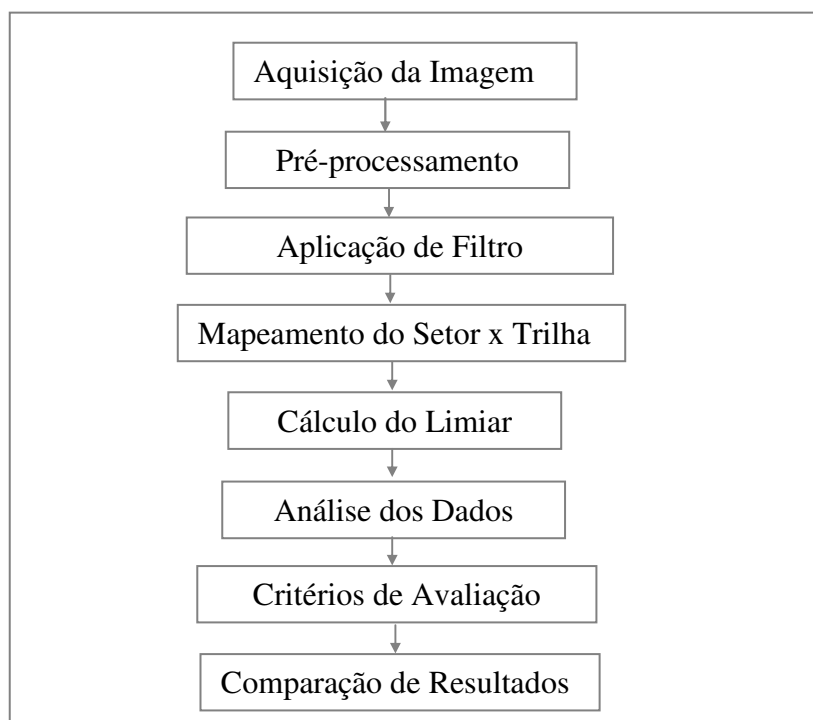 Aquisição da Imagem
Pré-processamento
Aplicação de Filtro
Mapeamento do Setor x Trilha
Cálculo do Limiar
Análise dos Dados
Critérios de Avaliação
Comparação de Resultados